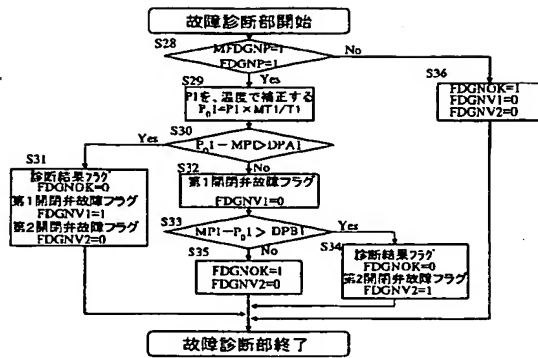 故障診断部開始
S28
MFDGNP=1
FDGNP=1
No
Yes
S36
FDGNOK=1
FDGNV1=0
FDGNV2=0
S29
P1を、温度で補正する
P₀1=P1×MT1/T1
S30
P₀1-MP1>DPA1
Yes
No
S31
診断結果フラグ
FDGNOK=0
第1開閉弁故障フラグ
FDGNV1=1
第2開閉弁故障フラグ
FDGNV2=0
S32
第1開閉弁故障フラグ
FDGNV1=0
S33
MP1-P₀1>DPB1
Yes
No
S34
診断結果フラグ
FDGNOK=0
第2開閉弁故障フラグ
FDGNV2=1
S35
FDGNOK=1
FDGNV2=0
故障診断部終了